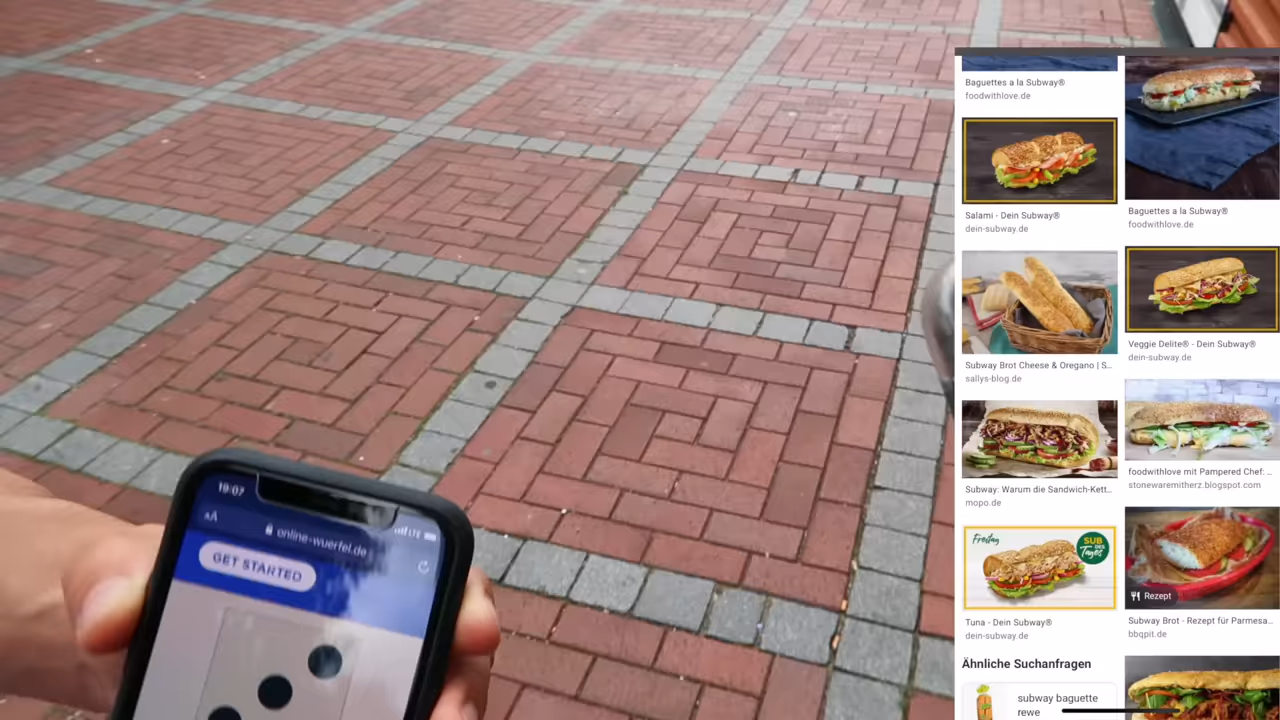 19:07
LTE
AA
online-wuerfel.de
GET STARTED
Baguettes a la Subway®
foodwithlove.de
Salami - Dein Subway®
dein-subway.de
Subway Brot Cheese & Oregano | S...
sallys-blog.de
Subway: Warum die Sandwich-Kett...
mopo.de
Freitag
SUB
DES
Tages
Tuna - Dein Subway®
dein-subway.de
Ähnliche Suchanfragen
subway baguette
rewe
Baguettes a la Subway®
foodwithlove.de
Veggie Delite® - Dein Subway®
dein-subway.de
foodwithlove mit Pampered Chef: ...
stonewaremitherz.blogspot.com
Rezept
Subway Brot - Rezept für Parmesa...
bbqpit.de